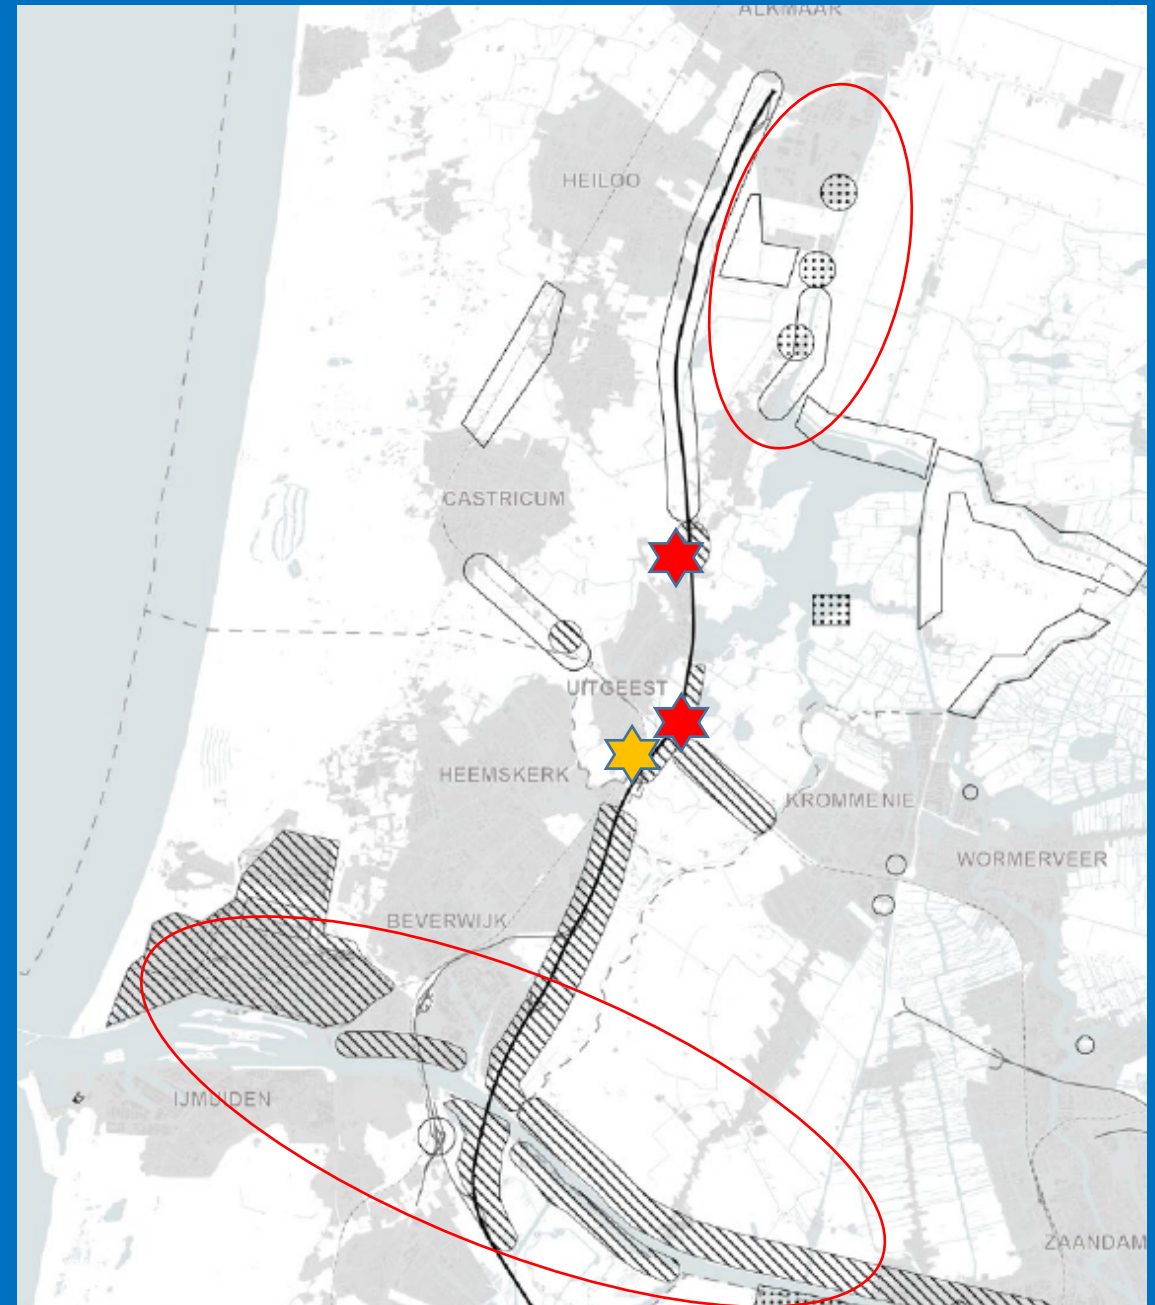 ALKMAAR
HEILOO
CASTRICUM
UITGEEST
HEEMSKERK
KROMMENIE
WORMERVEER
BEVERWIJK
IJMUIDEN
ZAANDAM